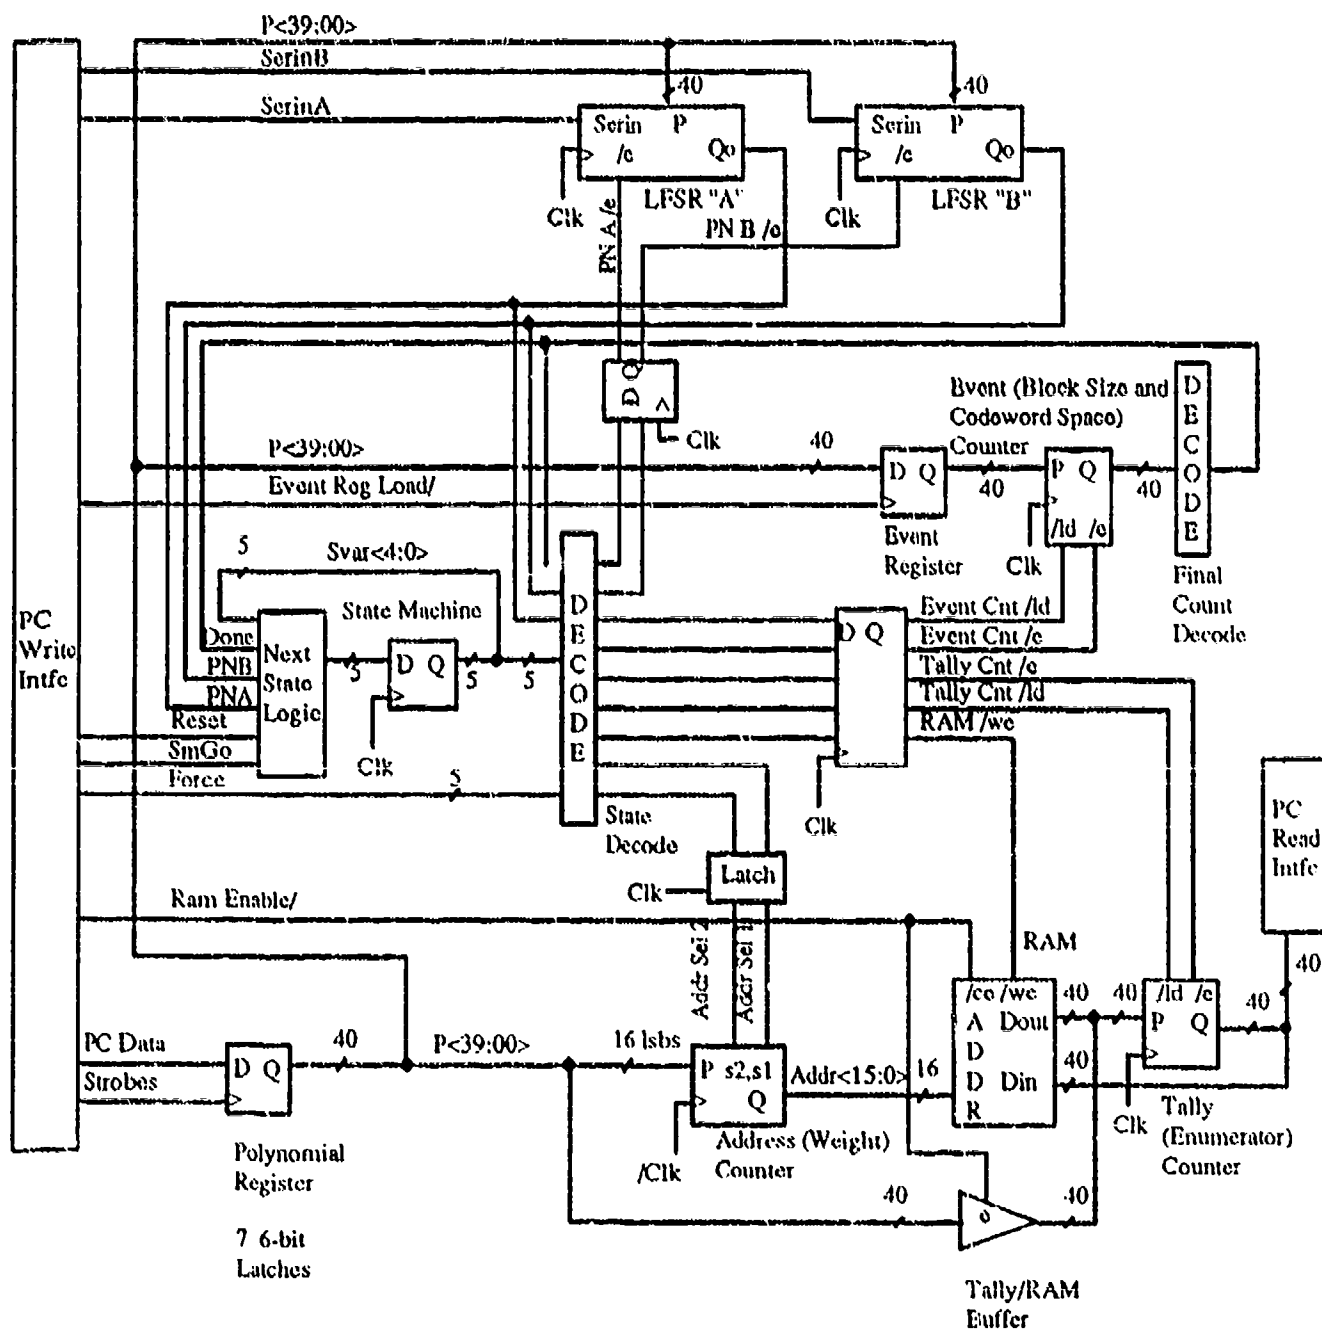 P<39:00>
SerinB
40
40
SerinA
Serin P
/e
Qo
Serin P
/e
Qo
Clk
LFSR "A"
Clk
LFSR "B"
PN A /e
PN B /e
D Q
Clk
Event (Block Size and
Codeword Space)
Counter
D
E
C
O
D
E
P<39:00>
40
Event Reg Load/
D Q
40
P Q
/ld /e
40
Event
Register
Clk
Final
Count
Decode
5
Svar<4:0>
State Machine
PC
Write
Intfc
Done
PNB
PNA
Reset
SmGo
Force
Next
State
Logic
5
D Q
5
5
Clk
5
D
E
C
O
D
E
State
Decode
D Q
Clk
Event Cnt /ld
Event Cnt /e
Tally Cnt /e
Tally Cnt /ld
RAM /we
PC
Read
Intfc
40
Clk
Latch
Ram Enable/
Addr Sel 2
Addr Sel 1
RAM
/ce /we
A
D
D
R
Dout
Din
40
40
40
/ld /e
P Q
40
Clk
Tally
(Enumerator)
Counter
PC Data
Strobes
D Q
40
P<39:00>
16 lsbs
P s2,s1
Q
Addr<15:0>
16
/Clk
Address (Weight)
Counter
Polynomial
Register
7 6-bit
Latches
40
e
40
Tally/RAM
Buffer